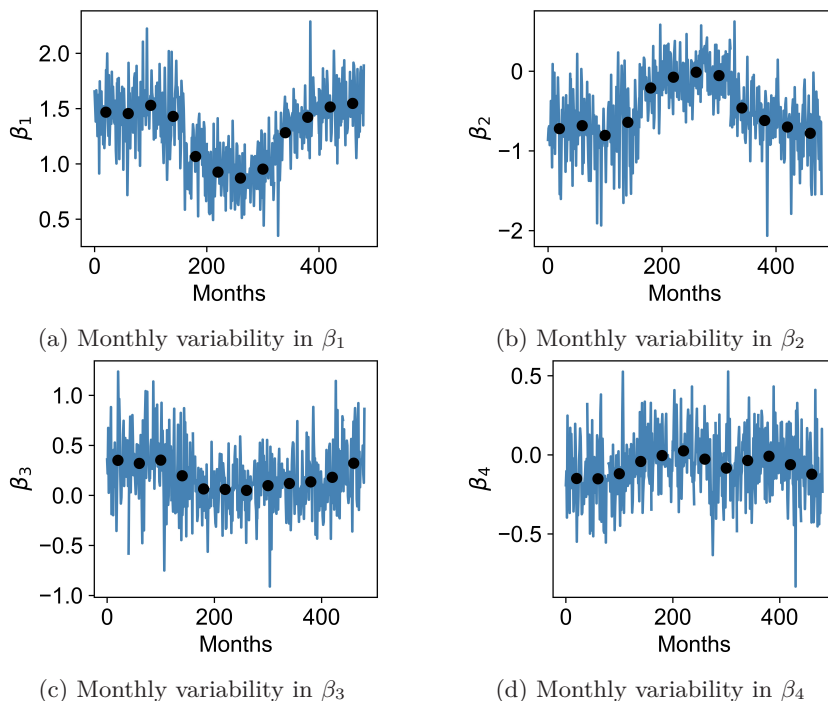 2.0
1.5
1.0
0.5
β1
0
200
400
Months
(a) Monthly variability in β1
0
−1
−2
β2
0
200
400
Months
(b) Monthly variability in β2
1.0
0.5
0.0
−0.5
−1.0
β3
0
200
400
Months
(c) Monthly variability in β3
0.5
0.0
−0.5
β4
0
200
400
Months
(d) Monthly variability in β4